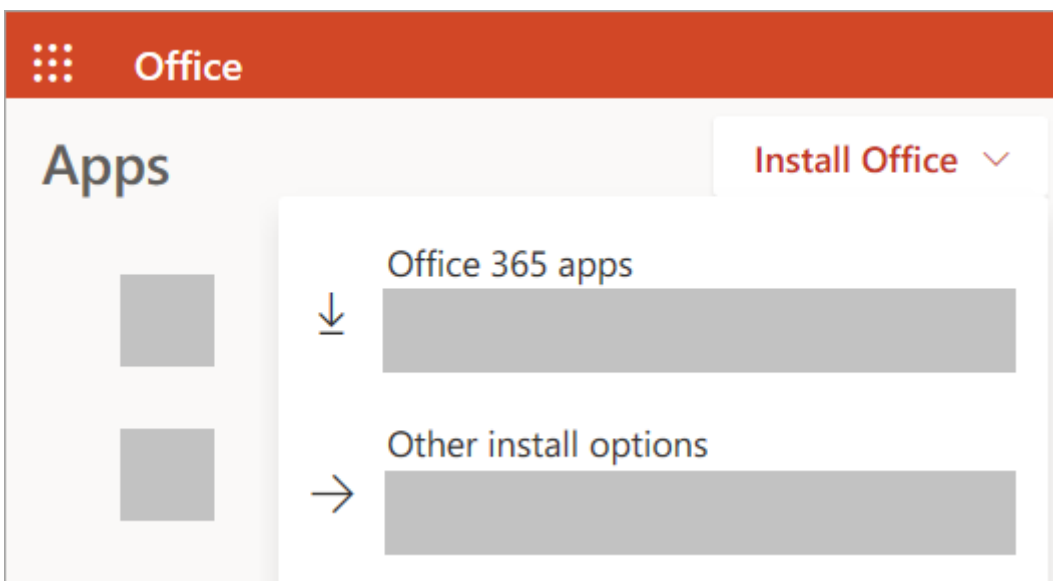 Office
Apps
Install Office
Office 365 apps
Other install options